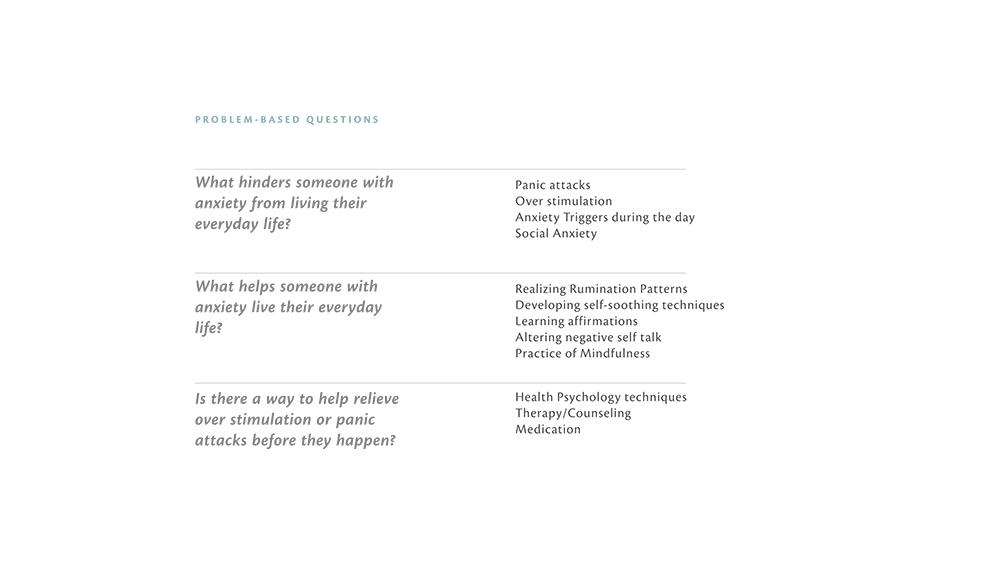 PROBLEM-BASED QUESTIONS
What hinders someone with
anxiety from living their
everyday life?
Panic attacks
Over stimulation
Anxiety Triggers during the day
Social Anxiety
What helps someone with
anxiety live their everyday
life?
Realizing Rumination Patterns
Developing self-soothing techniques
Learning affirmations
Altering negative self talk
Practice of Mindfulness
Is there a way to help relieve
over stimulation or panic
attacks before they happen?
Health Psychology techniques
Therapy/Counseling
Medication